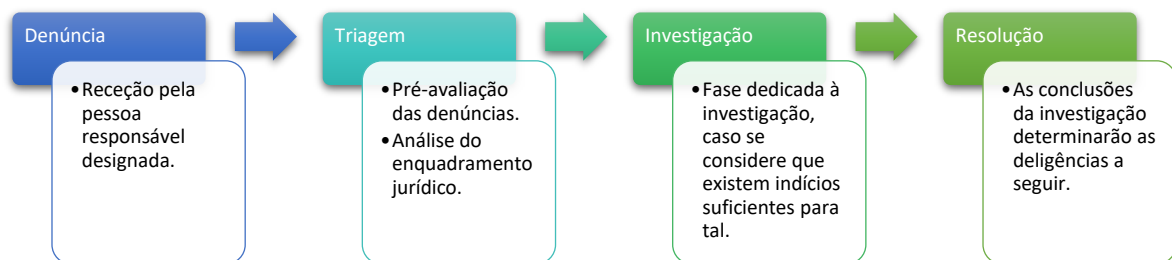 Denúncia
•Receção pela
pessoa
responsável
designada.
Triagem
•Pré-avaliação
das denúncias.
•Análise do
enquadramento
jurídico.
Investigação
•Fase dedicada à
investigação,
caso se
considere que
existem indícios
suficientes para
tal.
Resolução
•As conclusões
da investigação
determinarão as
deligências a
seguir.